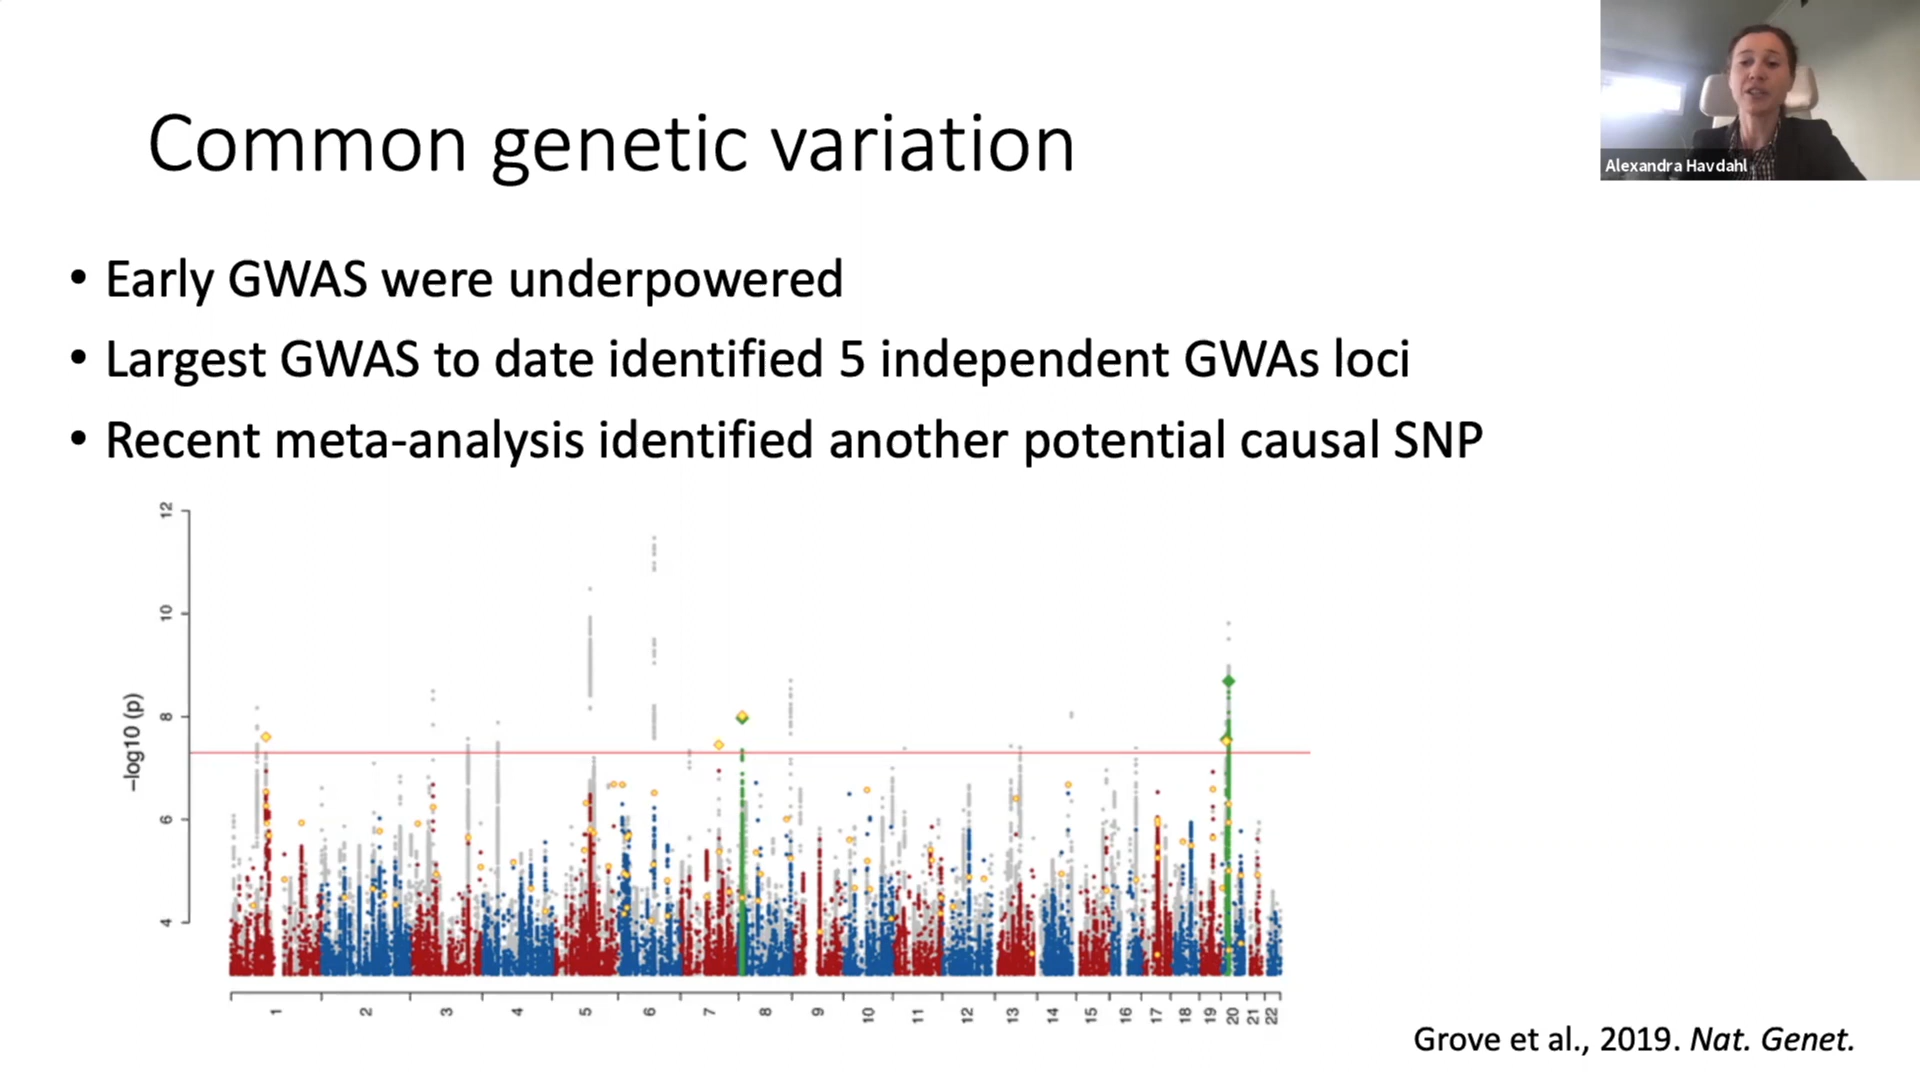 Common genetic variation
Alexandra Havdahl
• Early GWAS were underpowered
• Largest GWAS to date identified 5 independent GWAs loci
• Recent meta-analysis identified another potential causal SNP
12
10
8
6
4
−log10 (p)
1 2 3 4 5 6 7 8 9 10 11 12 13 14 15 16 17 18 19 20 21 22
Grove et al., 2019. Nat. Genet.